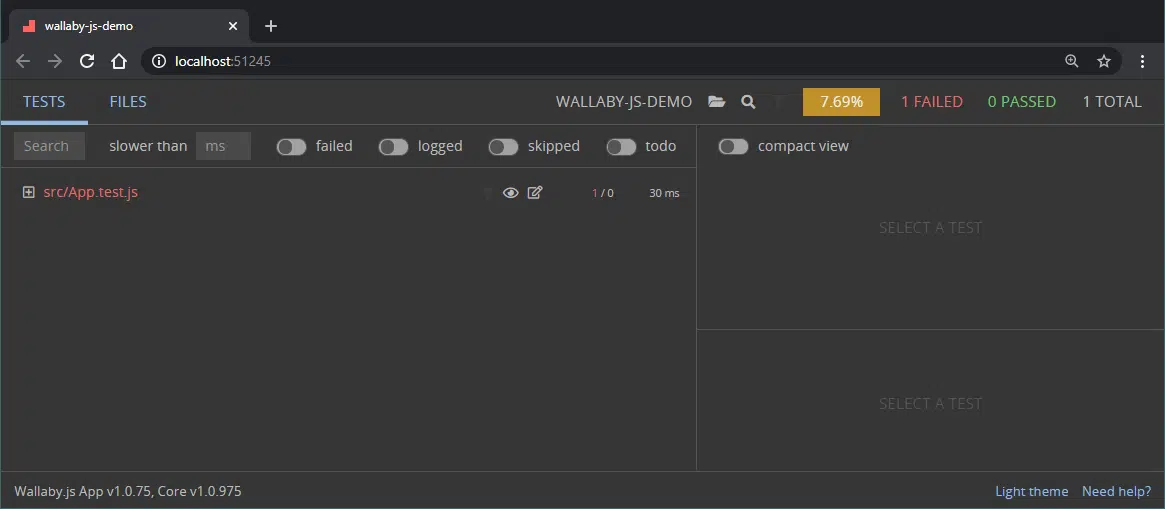 wallaby-js-demo
localhost:51245
TESTS FILES WALLABY-JS-DEMO 7.69% 1 FAILED 0 PASSED 1 TOTAL
Search slower than ms failed logged skipped todo compact view
src/App.test.js 1 / 0 30 ms
SELECT A TEST
SELECT A TEST
Wallaby.js App v1.0.75, Core v1.0.975 Light theme Need help?